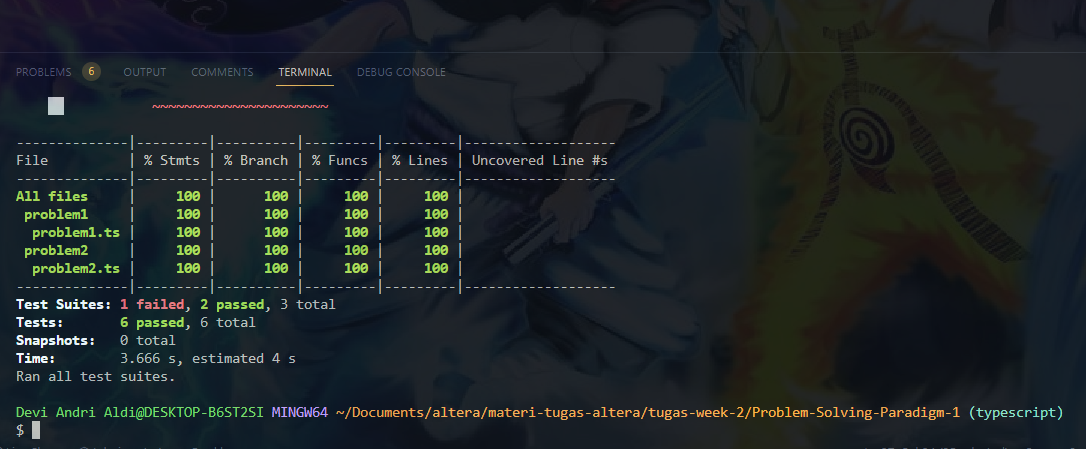 PROBLEMS 6 OUTPUT COMMENTS TERMINAL DEBUG CONSOLE
~~~~~~~~~~~~~~~~~~~~~~
--------------|---------|----------|---------|---------|-------------------
File          | % Stmts | % Branch | % Funcs | % Lines | Uncovered Line #s
--------------|---------|----------|---------|---------|-------------------
All files     |     100 |      100 |     100 |     100 |
 problem1     |     100 |      100 |     100 |     100 |
  problem1.ts |     100 |      100 |     100 |     100 |
 problem2     |     100 |      100 |     100 |     100 |
  problem2.ts |     100 |      100 |     100 |     100 |
--------------|---------|----------|---------|---------|-------------------
Test Suites: 1 failed, 2 passed, 3 total
Tests:       6 passed, 6 total
Snapshots:   0 total
Time:        3.666 s, estimated 4 s
Ran all test suites.
Devi Andri Aldi@DESKTOP-B6ST2SI MINGW64 ~/Documents/altera/materi-tugas-altera/tugas-week-2/Problem-Solving-Paradigm-1 (typescript)
$